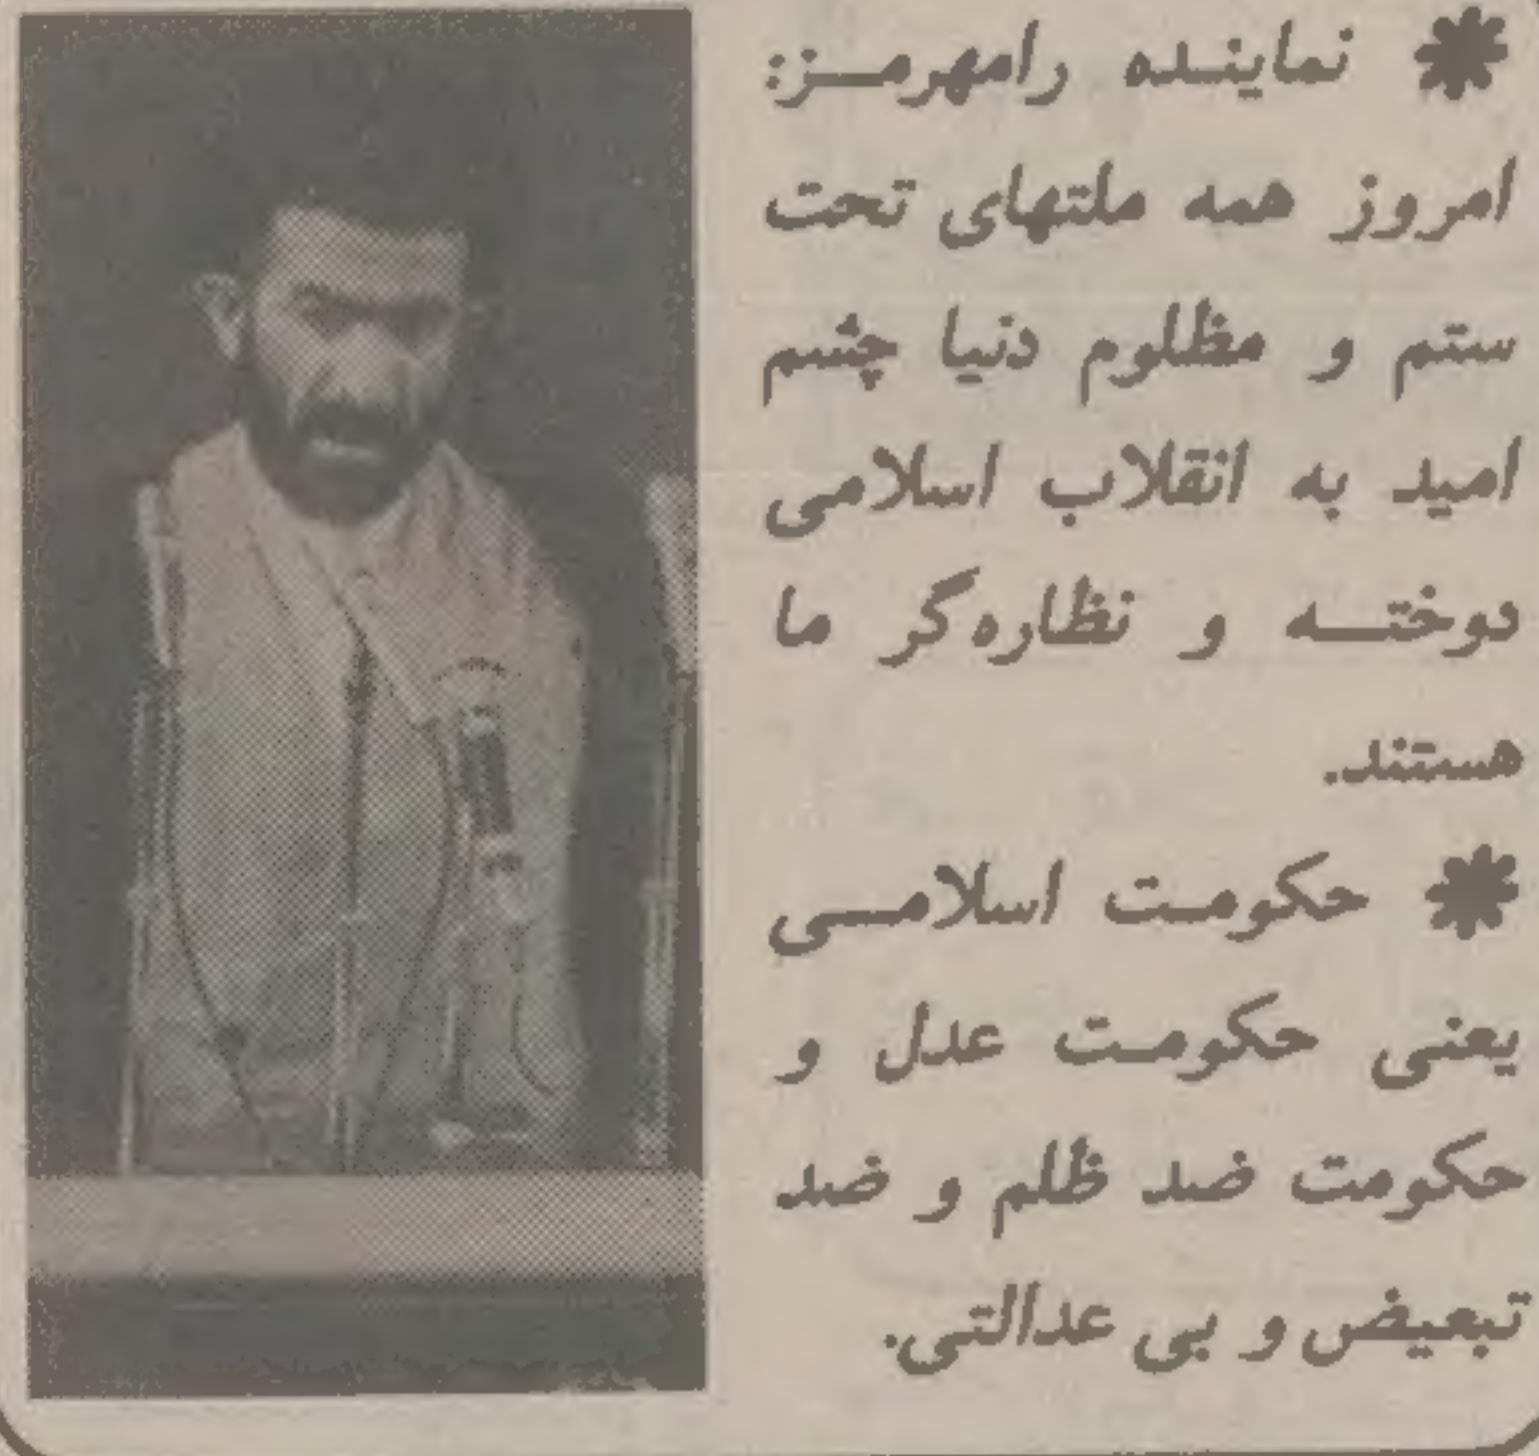 * نماینده رامهرمز:
امروز همه ملتهای تحت
ستم و مظلوم دنیا چشم
امید به انقلاب اسلامی
دوخته و نظاره‌گر ما
هستند.
* حکومت اسلامی
یعنی حکومت عدل و
حکومت ضد ظلم و ضد
تبعیض و بی عدالتی.